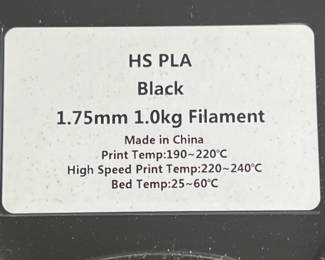 HS PLA
Black
1.75mm 1.0kg Filament
Made in China
Print Temp:190~220℃
High Speed Print Temp:220~240℃
Bed Temp:25~60℃